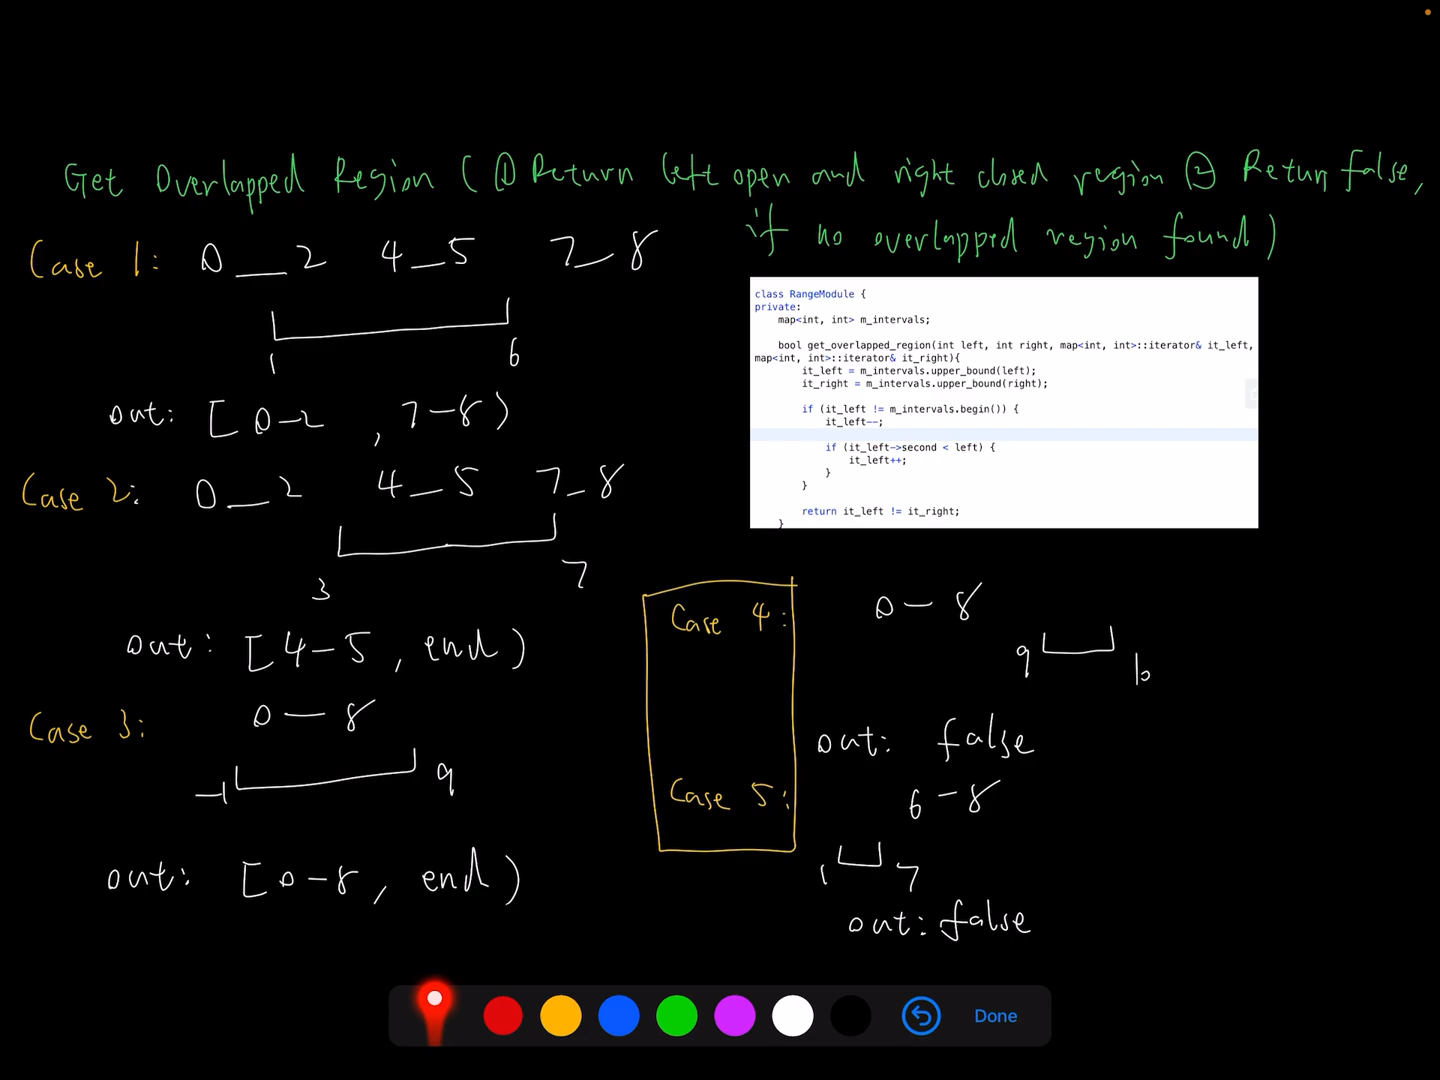 Get Overlapped Region ( ① Return left open and right closed region ② Return false,
if no overlapped region found )
Case 1: 0__2 4_5 7_8
1 6
out: [ 0-2 , 7-8 )
class RangeModule {
private:
map<int, int> m_intervals;
bool get_overlapped_region(int left, int right, map<int, int>::iterator& it_left,
map<int, int>::iterator& it_right){
it_left = m_intervals.upper_bound(left);
it_right = m_intervals.upper_bound(right);
if (it_left != m_intervals.begin()) {
it_left--;
if (it_left->second < left) {
it_left++;
}
}
return it_left != it_right;
}
Case 2: 0__2 4_5 7_8
3 7
out: [4-5, end)
Case 3: 0-8
-1 9
out: [0-8, end)
Case 4: 0-8
9 10
out: false
Case 5: 6-8
1 7
out: false
Done